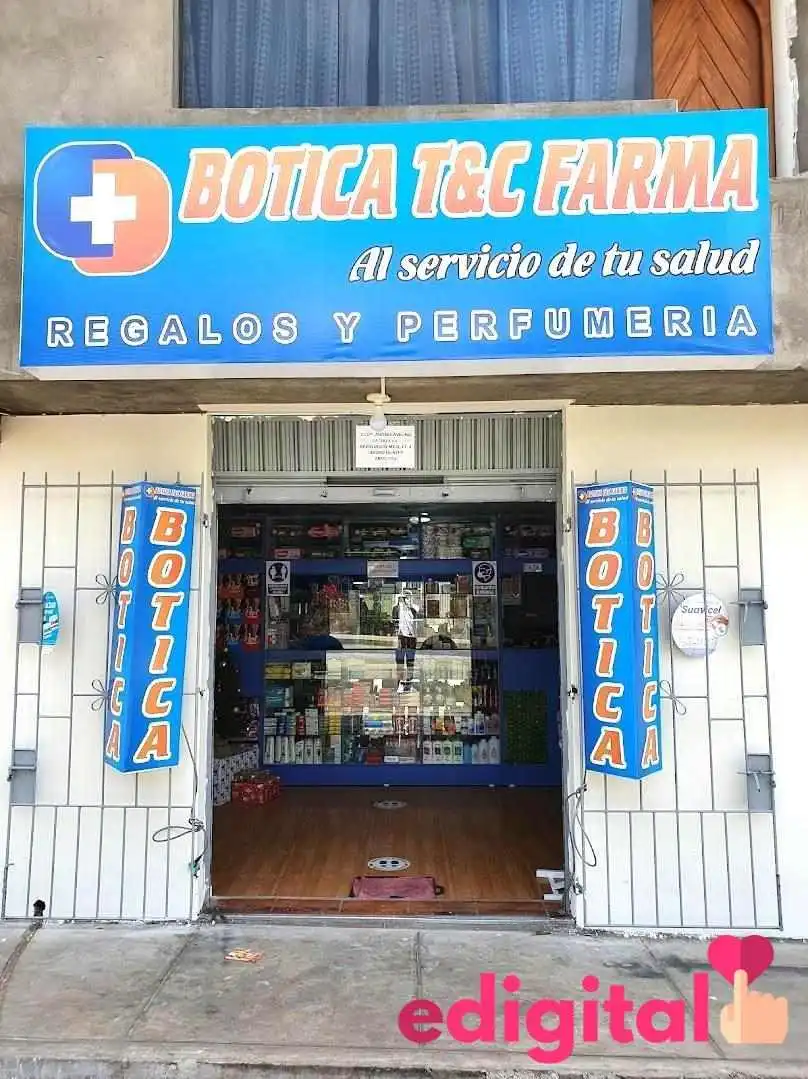 BOTICA T&C FARMA
Al servicio de tu salud
REGALOS Y PERFUMERIA
BOTICA
BOTICA
BOTICA
BOTICA
Suavicel
edigital